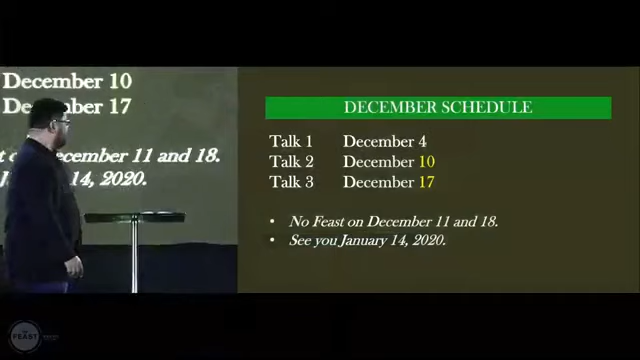 December 10
December 17
December 11 and 18.
14, 2020.
DECEMBER SCHEDULE
Talk 1 December 4
Talk 2 December 10
Talk 3 December 17
• No Feast on December 11 and 18.
• See you January 14, 2020.
FEAST